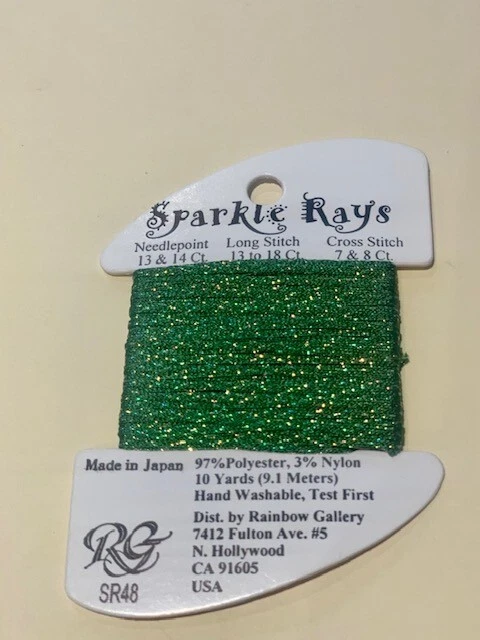 Sparkle Rays
Needlepoint Long Stitch Cross Stitch
13 & 14 Ct. 13 to 18 Ct. 7 & 8 Ct.
Made in Japan
97%Polyester, 3% Nylon
10 Yards (9.1 Meters)
Hand Washable, Test First
Dist. by Rainbow Gallery
7412 Fulton Ave. #5
N. Hollywood
CA 91605
USA
RG
SR48